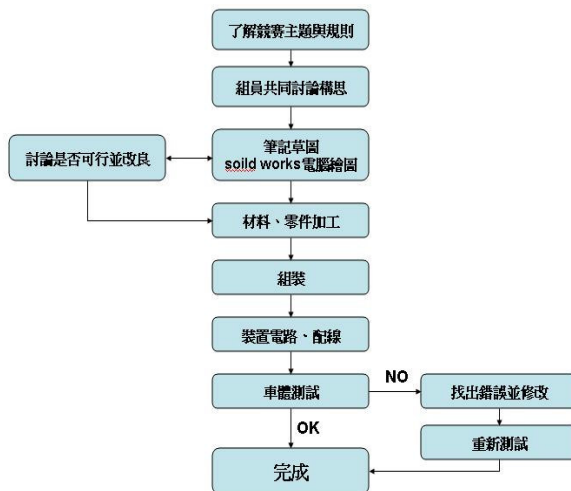 了解競賽主題與規則
組員共同討論構思
討論是否可行並改良
筆記草圖
soild works電腦繪圖
材料、零件加工
組裝
裝置電路、配線
車體測試
NO
找出錯誤並修改
OK
重新測試
完成